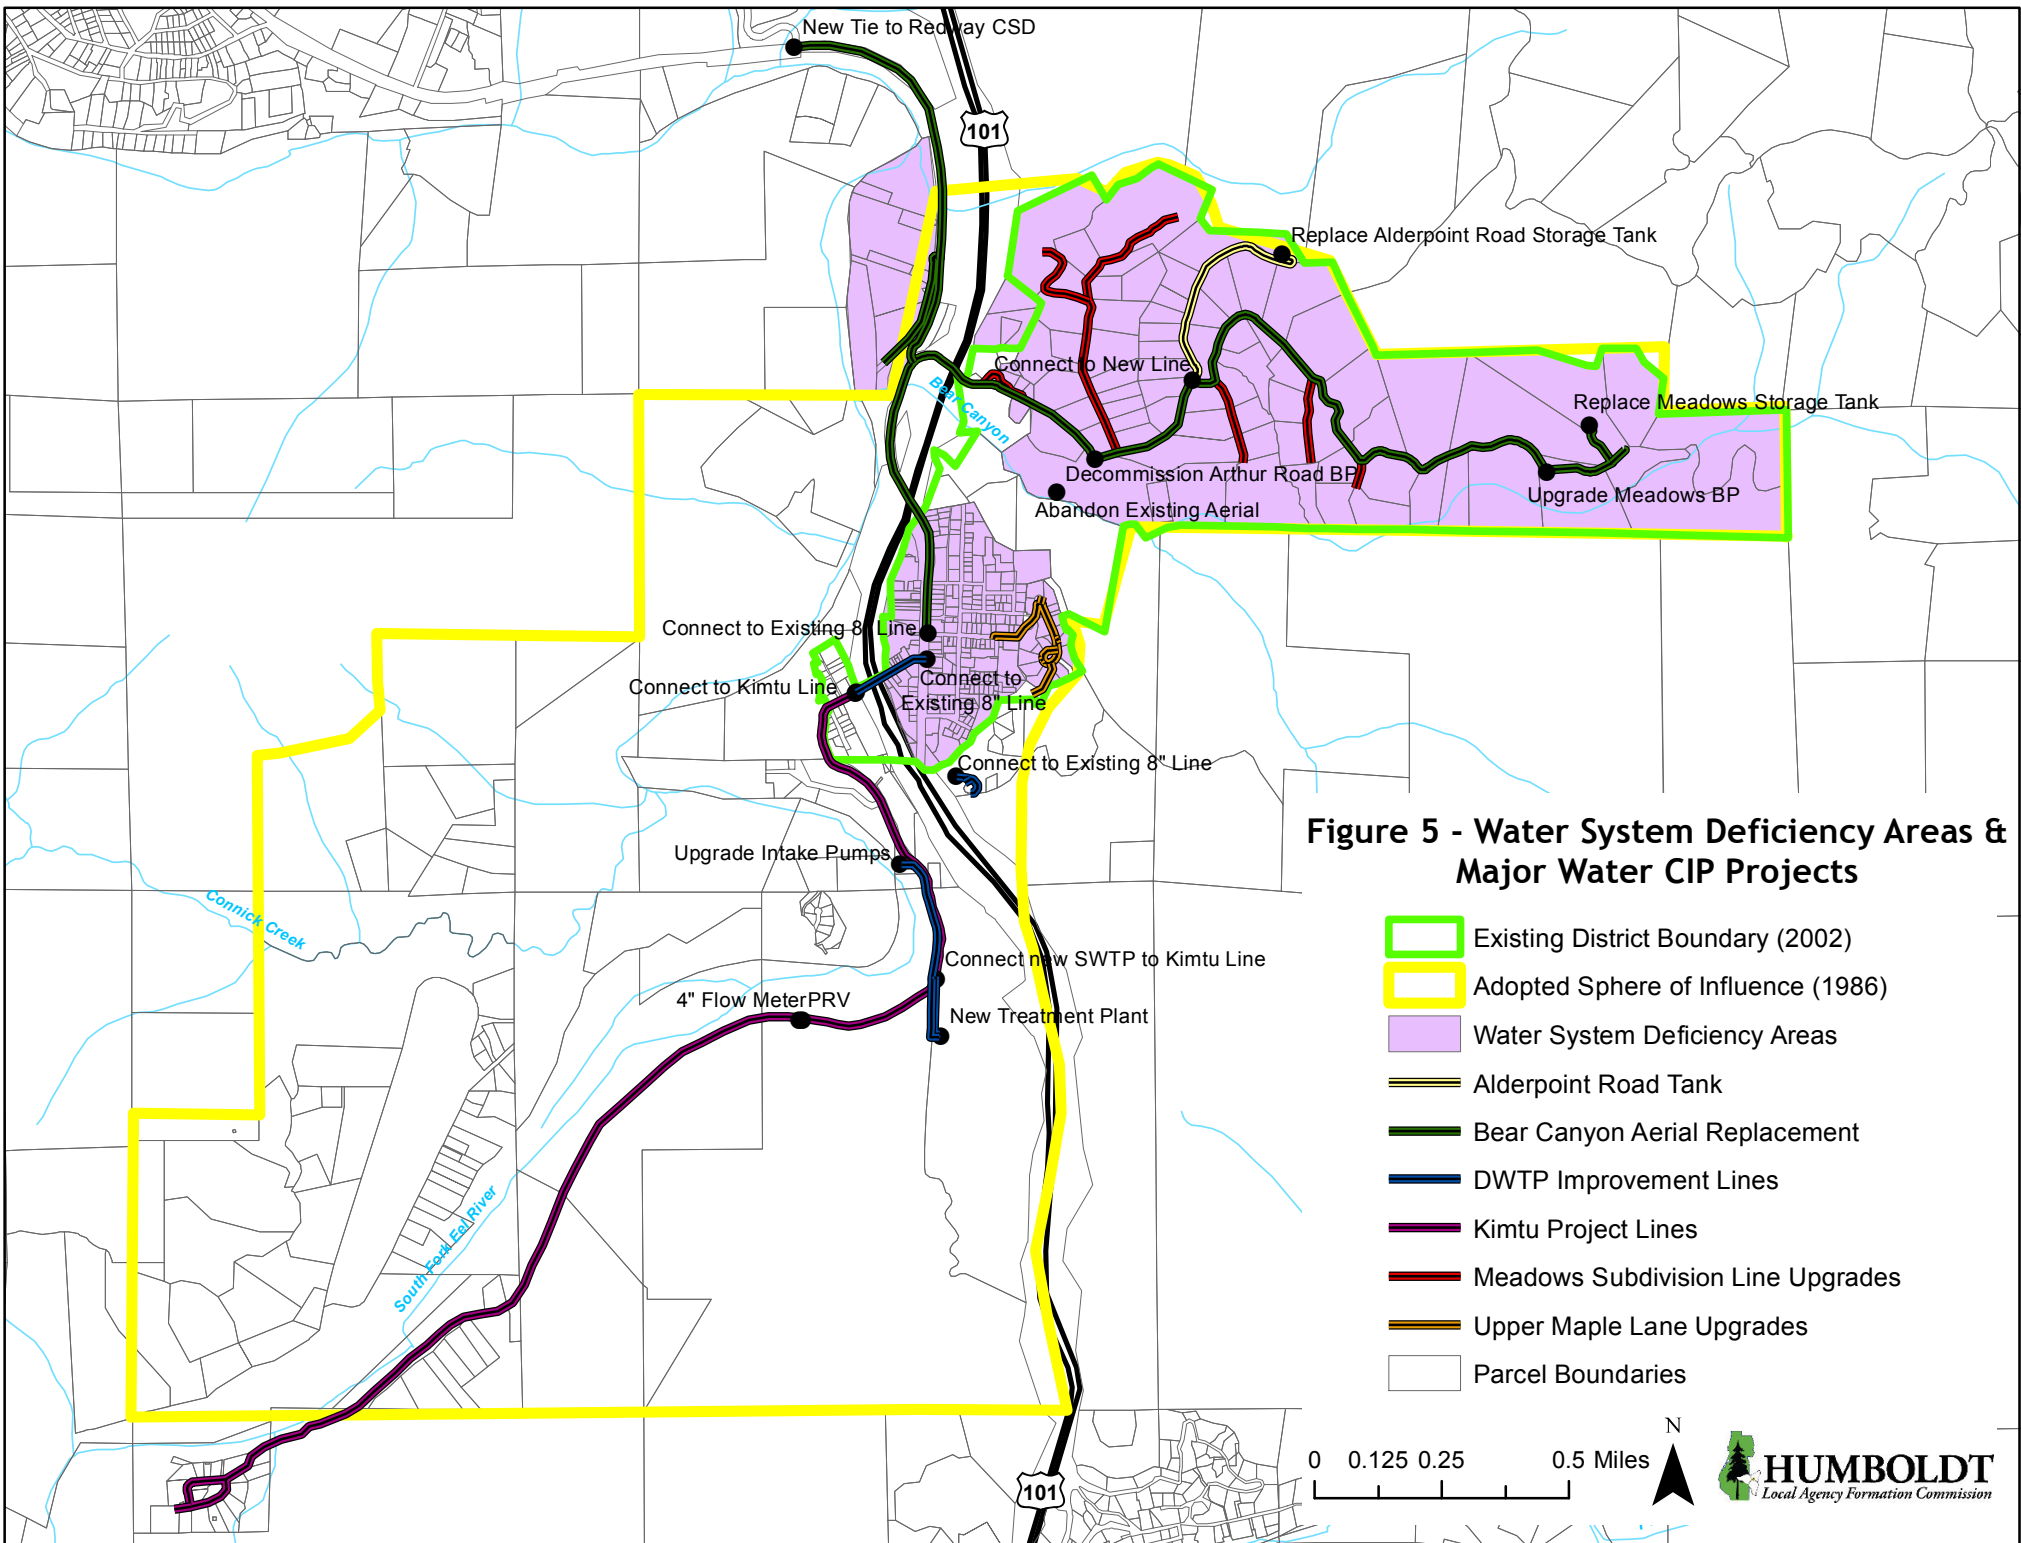 New Tie to Redway CSD
101
Replace Alderpoint Road Storage Tank
Connect to New Line
Bear Canyon
Replace Meadows Storage Tank
Decommission Arthur Road BP
Upgrade Meadows BP
Abandon Existing Aerial
Connect to Existing 8" Line
Connect to Kimtu Line
Connect to
Existing 8" Line
Connect to Existing 8" Line
Upgrade Intake Pumps
Connick Creek
Connect new SWTP to Kimtu Line
4" Flow MeterPRV
New Treatment Plant
South Fork Eel River
101
Figure 5 - Water System Deficiency Areas &
Major Water CIP Projects
Existing District Boundary (2002)
Adopted Sphere of Influence (1986)
Water System Deficiency Areas
Alderpoint Road Tank
Bear Canyon Aerial Replacement
DWTP Improvement Lines
Kimtu Project Lines
Meadows Subdivision Line Upgrades
Upper Maple Lane Upgrades
Parcel Boundaries
0 0.125 0.25 0.5 Miles
N
HUMBOLDT
Local Agency Formation Commission